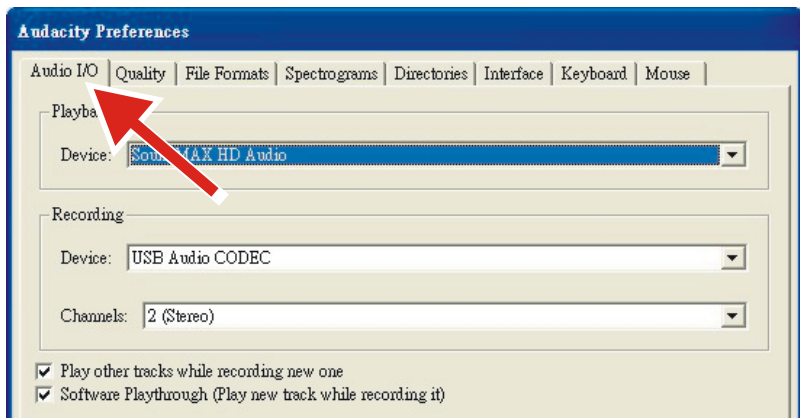 Audacity Preferences
Audio I/O Quality File Formats Spectrograms Directories Interface Keyboard Mouse
Device:
HD Audio
Recording
Device: USB Audio CODEC
Channels: 2 (Stereo)
Play other tracks while recording new one
Software Playthrough (Play new track while recording it)